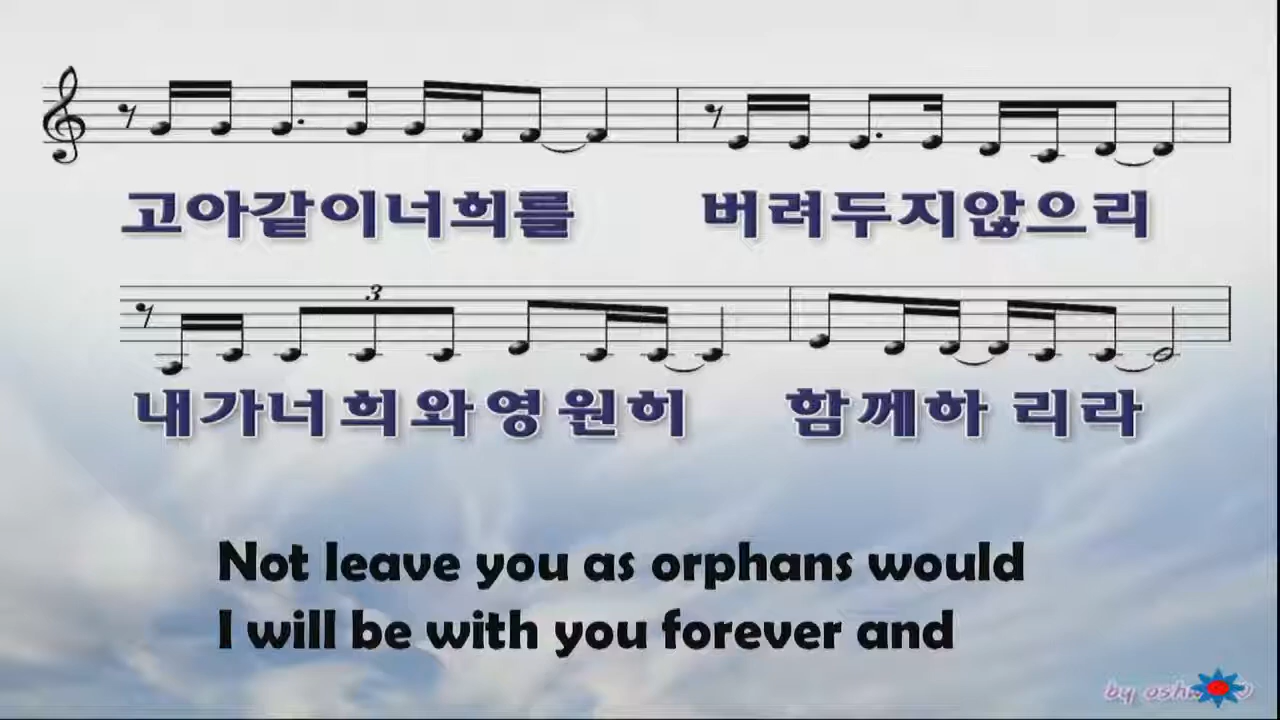 고아같이너희를 버려두지않으리
3
내가너희와영원히 함께하 리라
Not leave you as orphans would
I will be with you forever and
by